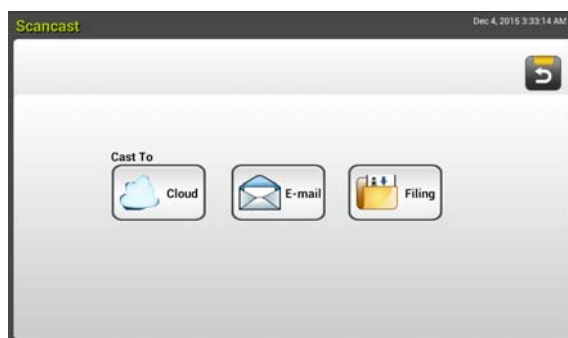 Scancast
Dec 4, 2015 3:33:14 AM
Cast To
Cloud
E-mail
Filing